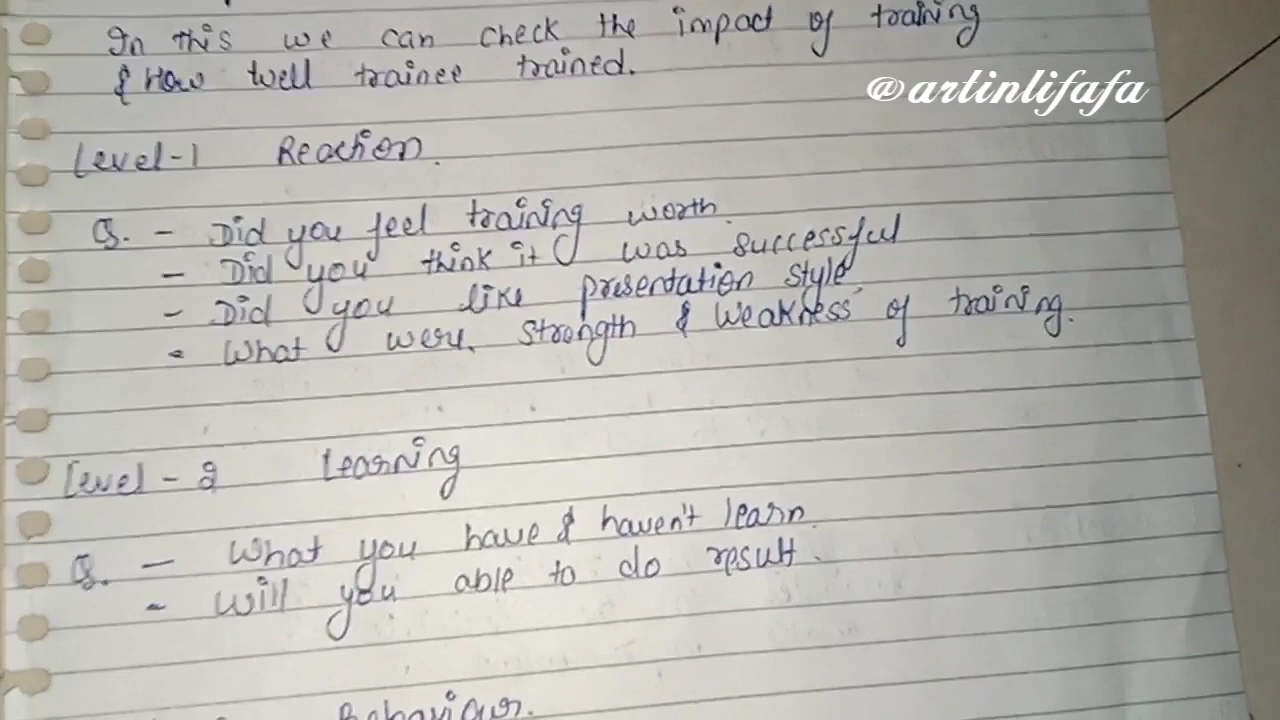 In this we can check the impact of training
& How well trainee trained.
@artinlifafa
Level-1 Reaction.
Q. - Did you feel training worth.
- Did you think it was successful
- Did you like presentation style.
- What were strength & weakness of training.
Level - 2 Learning
Q. - What you have & haven't learn.
- Will you able to do result.
Behaviour.